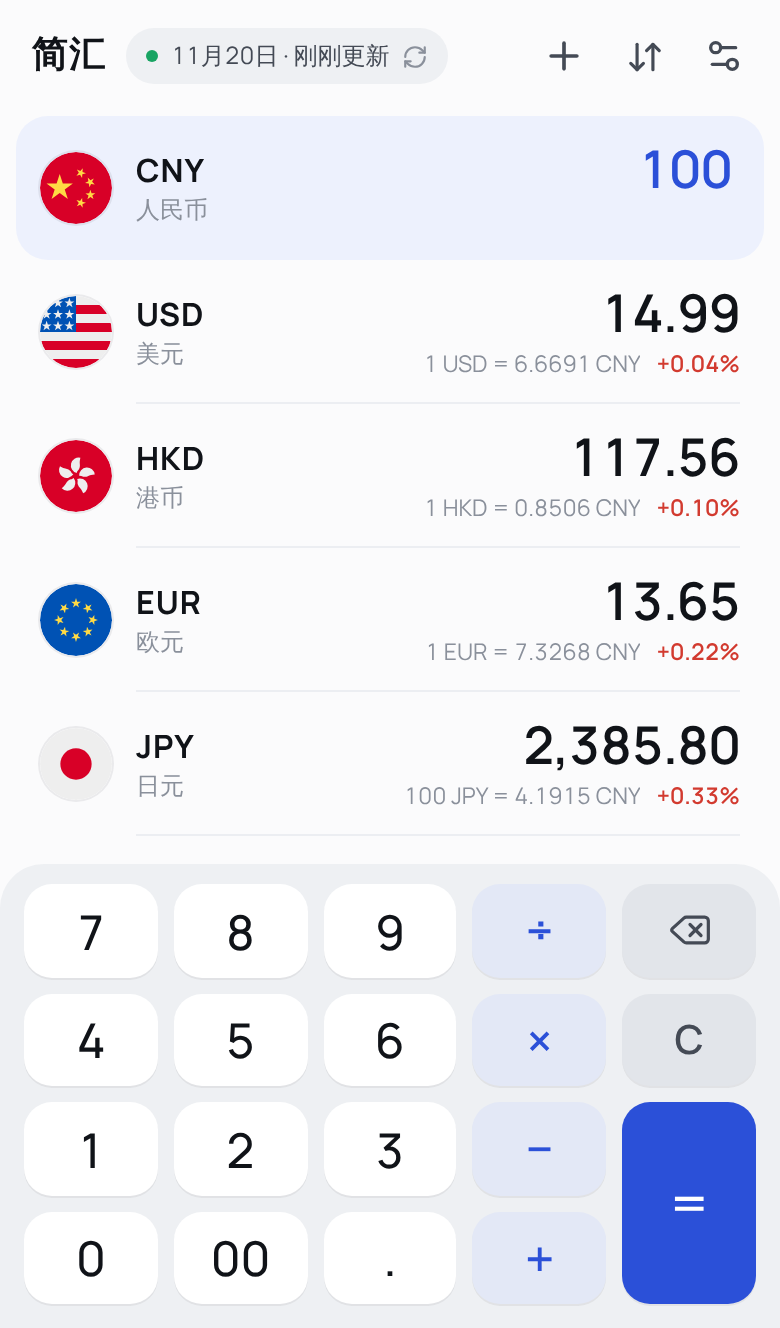 简汇
11月20日 · 刚刚更新
CNY
100
人民币
USD
14.99
美元
1 USD = 6.6691 CNY +0.04%
HKD
117.56
港币
1 HKD = 0.8506 CNY +0.10%
EUR
13.65
欧元
1 EUR = 7.3268 CNY +0.22%
JPY
2,385.80
日元
100 JPY = 4.1915 CNY +0.33%
7 8 9 ÷
4 5 6 × C
1 2 3 −
=
0 00 . +